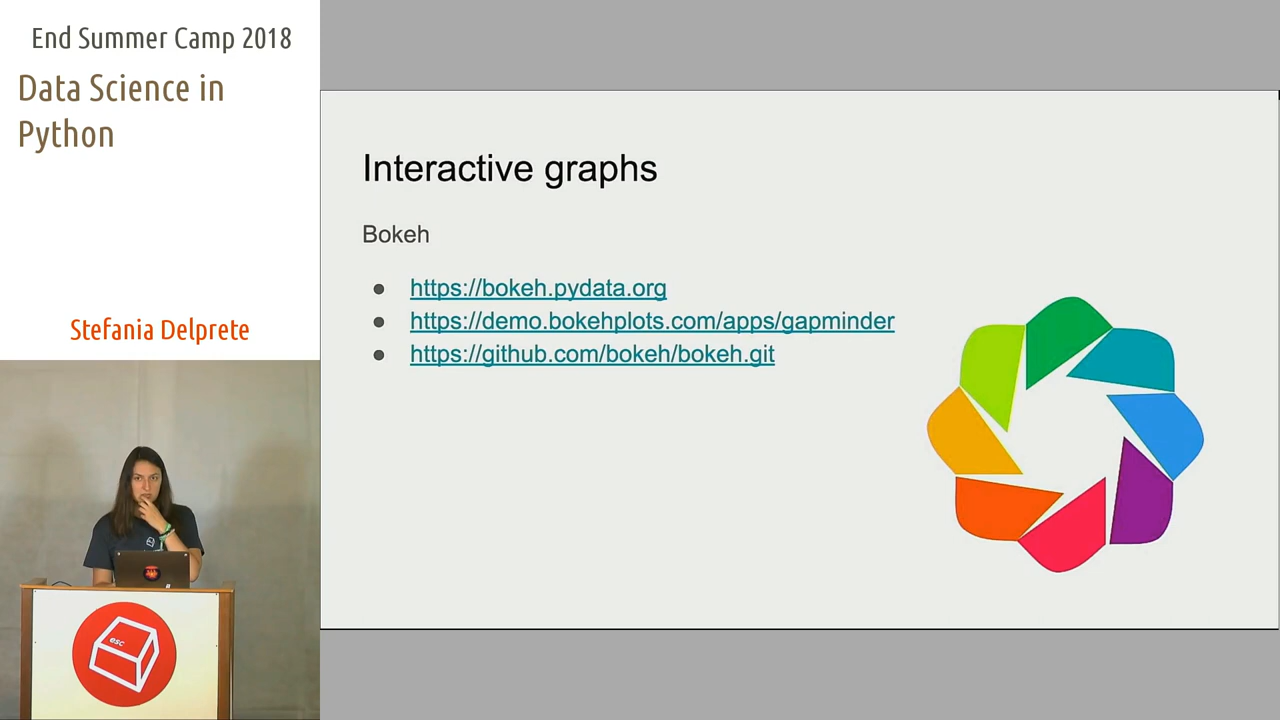 End Summer Camp 2018
Data Science in
Python
Stefania Delprete
esc
Interactive graphs
Bokeh
● https://bokeh.pydata.org
● https://demo.bokehplots.com/apps/gapminder
● https://github.com/bokeh/bokeh.git